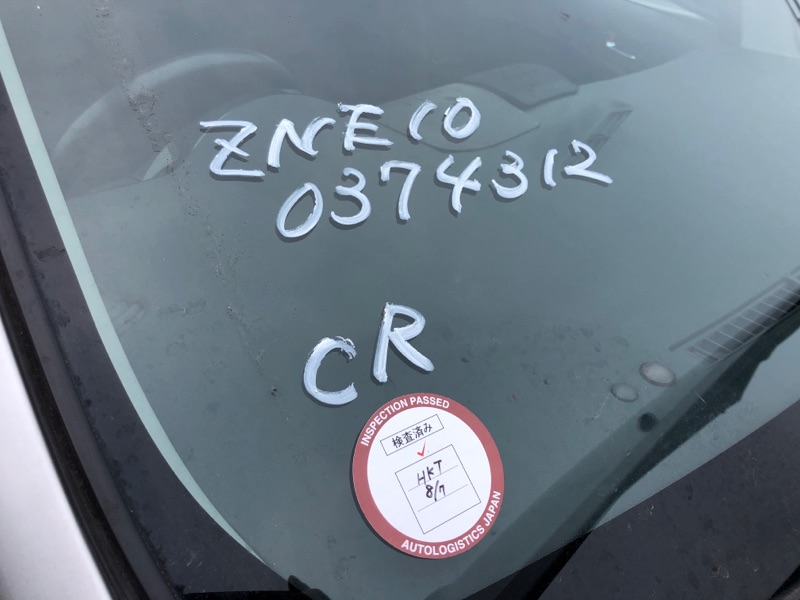 ZNE10
0374312
CR
INSPECTION PASSED
検査済み
✓
HKT
8/7
AUTOLOGISTICS JAPAN